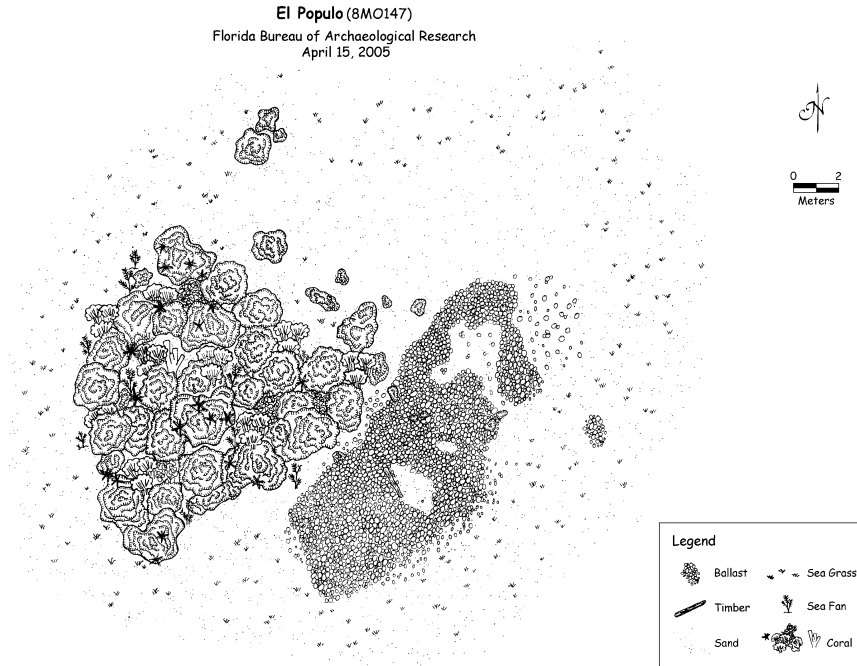 El Populo (8MO147)
Florida Bureau of Archaeological Research
April 15, 2005
N
0 2
Meters
Legend
Ballast Sea Grass
Timber Sea Fan
Sand Coral